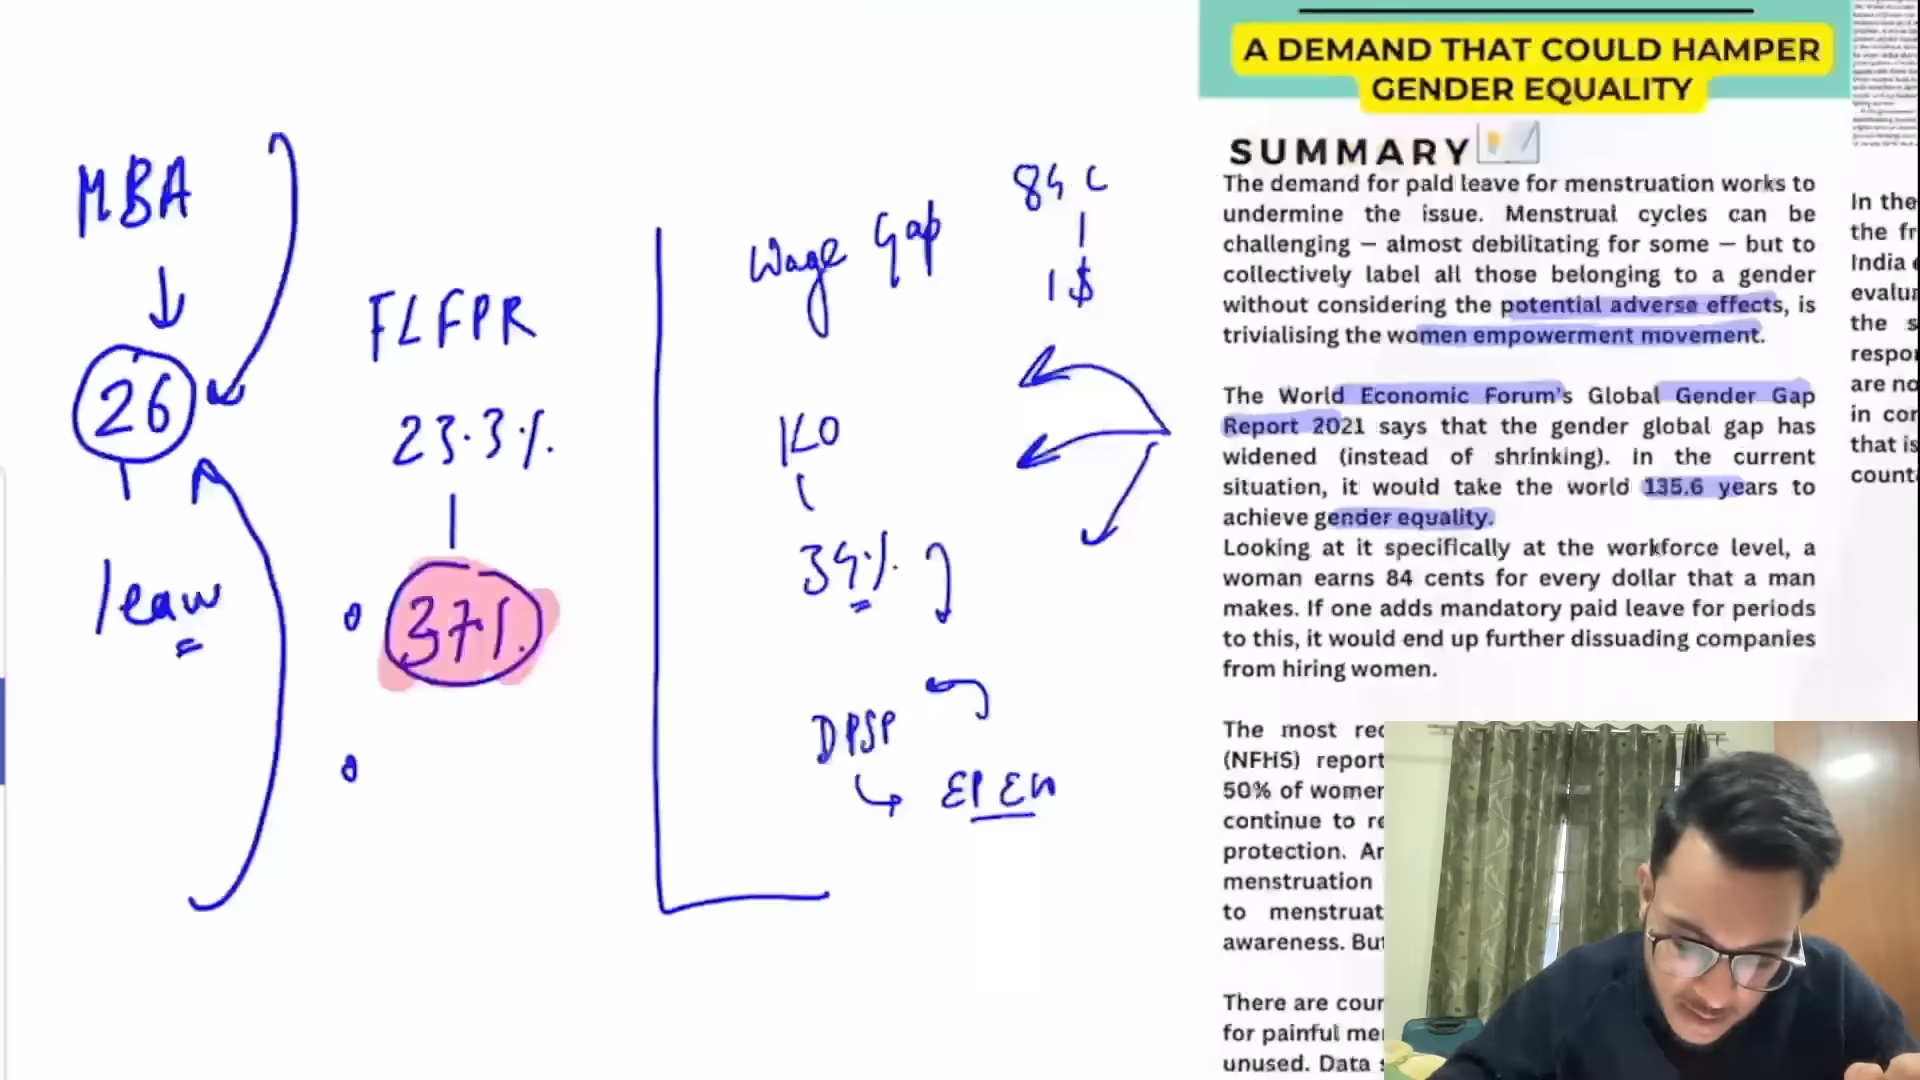 MBA
26
leave
FLFPR
23.3%
37%
Wage Gap
84 c
1 $
ILO
34%
DPSP
EPEW
A DEMAND THAT COULD HAMPER
GENDER EQUALITY
SUMMARY
The demand for paid leave for menstruation works to
undermine the issue. Menstrual cycles can be
challenging — almost debilitating for some — but to
collectively label all those belonging to a gender
without considering the potential adverse effects, is
trivialising the women empowerment movement.
The World Economic Forum's Global Gender Gap
Report 2021 says that the gender global gap has
widened (instead of shrinking). In the current
situation, it would take the world 135.6 years to
achieve gender equality.
Looking at it specifically at the workforce level, a
woman earns 84 cents for every dollar that a man
makes. If one adds mandatory paid leave for periods
to this, it would end up further dissuading companies
from hiring women.
The most rec
(NFHS) report
50% of women
continue to re
protection. An
menstruation
to menstruat
awareness. But
There are cour
for painful me
unused. Data
In the
the fr
India
evalua
the s
respon
are no
in con
that is
count